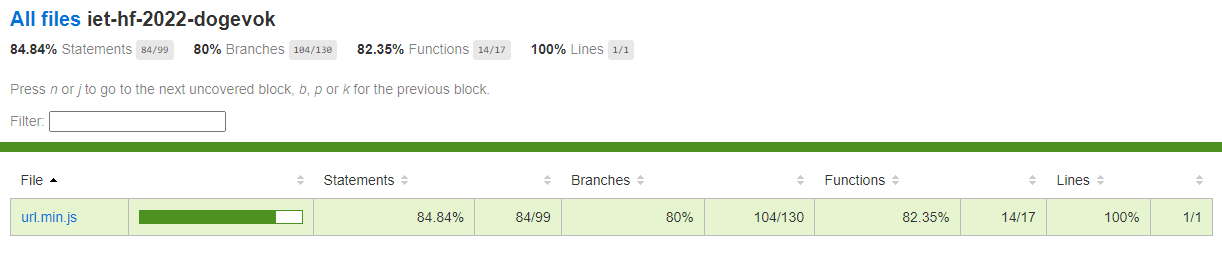 All files iet-hf-2022-dogevok
84.84% Statements 84/99 80% Branches 104/130 82.35% Functions 14/17 100% Lines 1/1
Press n or j to go to the next uncovered block, b, p or k for the previous block.
Filter:
File Statements Branches Functions Lines
url.min.js 84.84% 84/99 80% 104/130 82.35% 14/17 100% 1/1